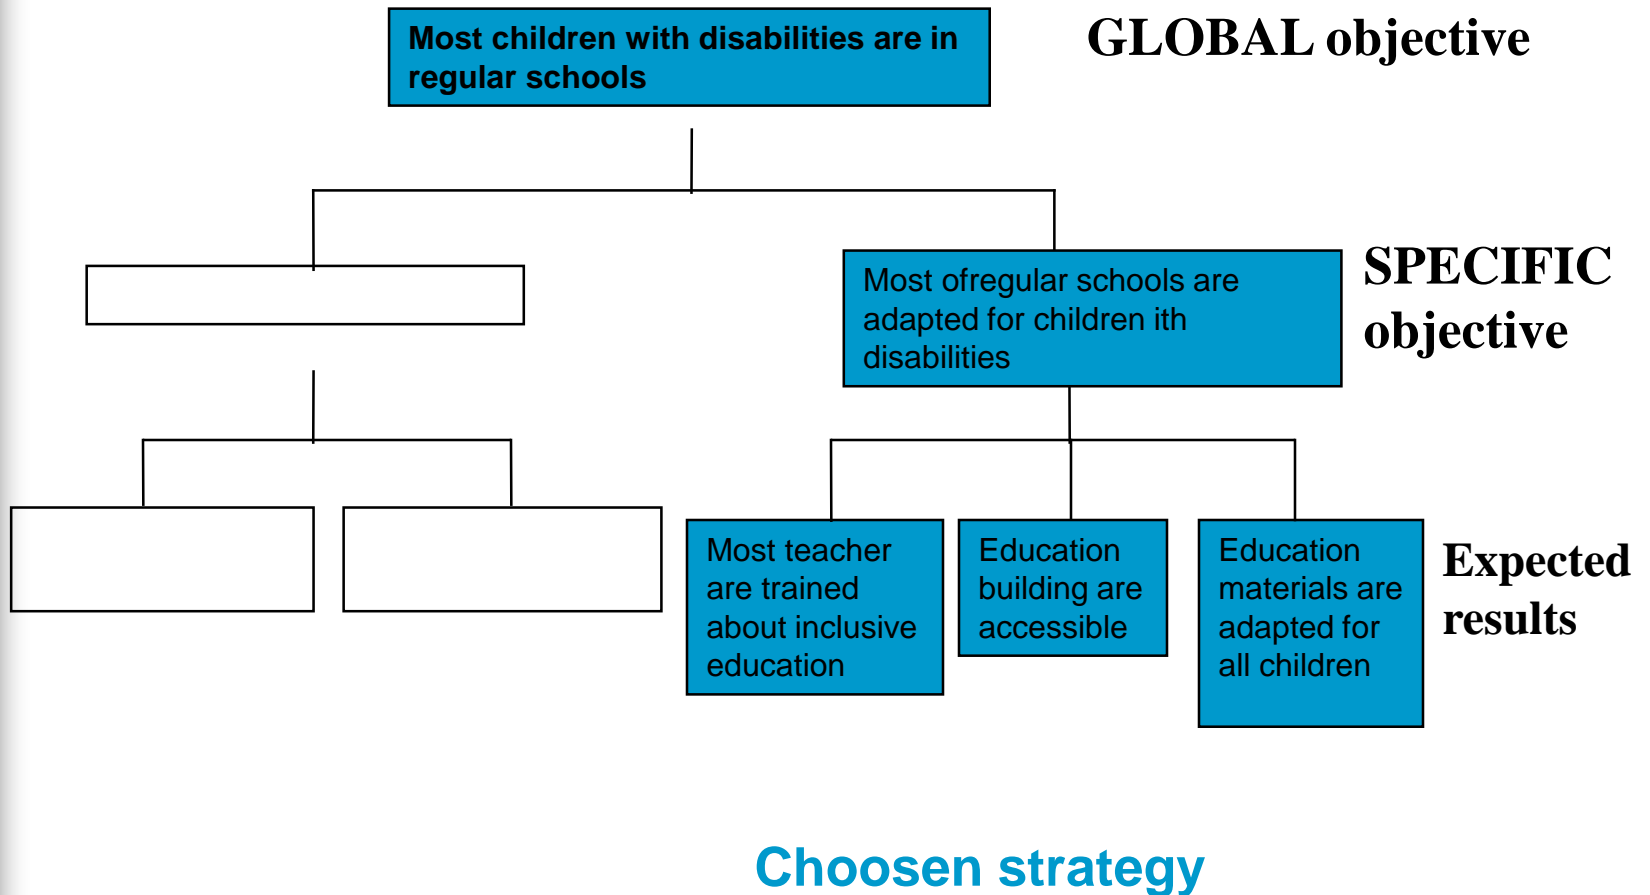 Most children with disabilities are in
regular schools
GLOBAL objective
Most ofregular schools are
adapted for children ith
disabilities
SPECIFIC
objective
Most teacher
are trained
about inclusive
education
Education
building are
accessible
Education
materials are
adapted for
all children
Expected
results
Choosen strategy